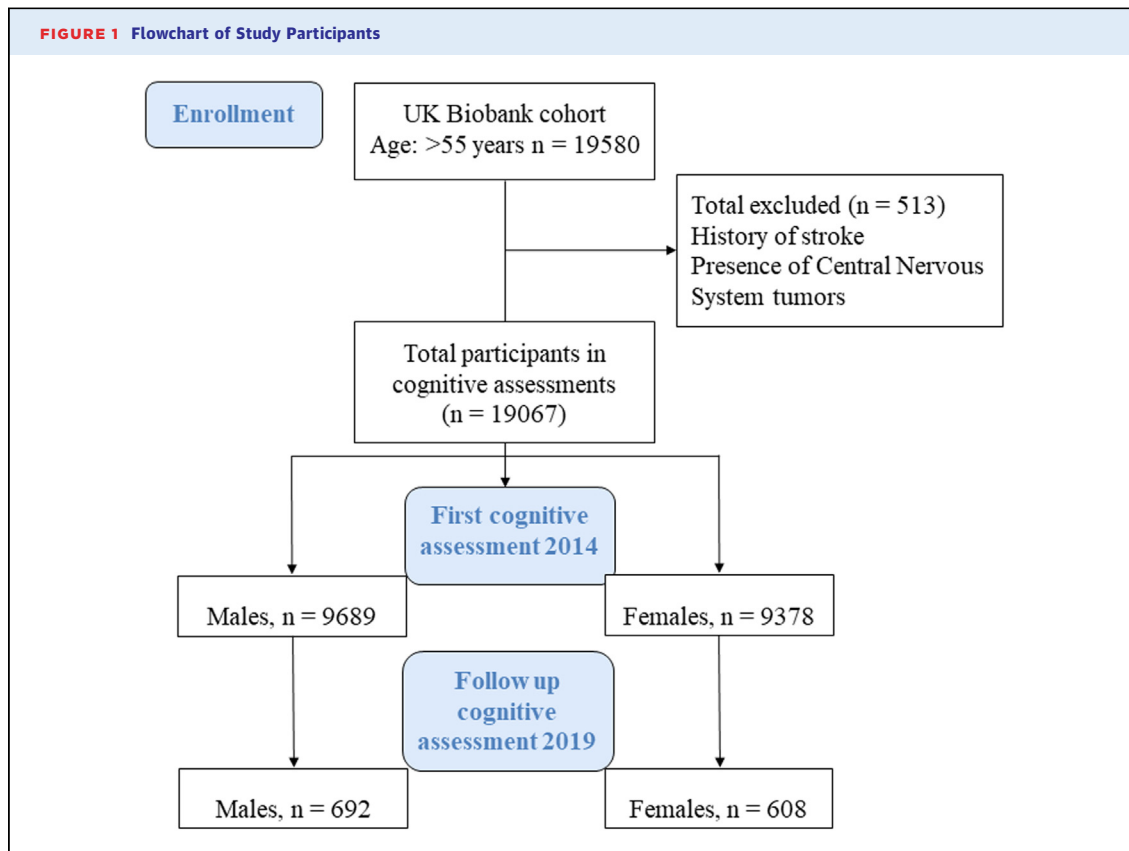 FIGURE 1 Flowchart of Study Participants
Enrollment
UK Biobank cohort
Age: >55 years n = 19580
Total excluded (n = 513)
History of stroke
Presence of Central Nervous
System tumors
Total participants in
cognitive assessments
(n = 19067)
First cognitive
assessment 2014
Males, n = 9689
Females, n = 9378
Follow up
cognitive
assessment 2019
Males, n = 692
Females, n = 608